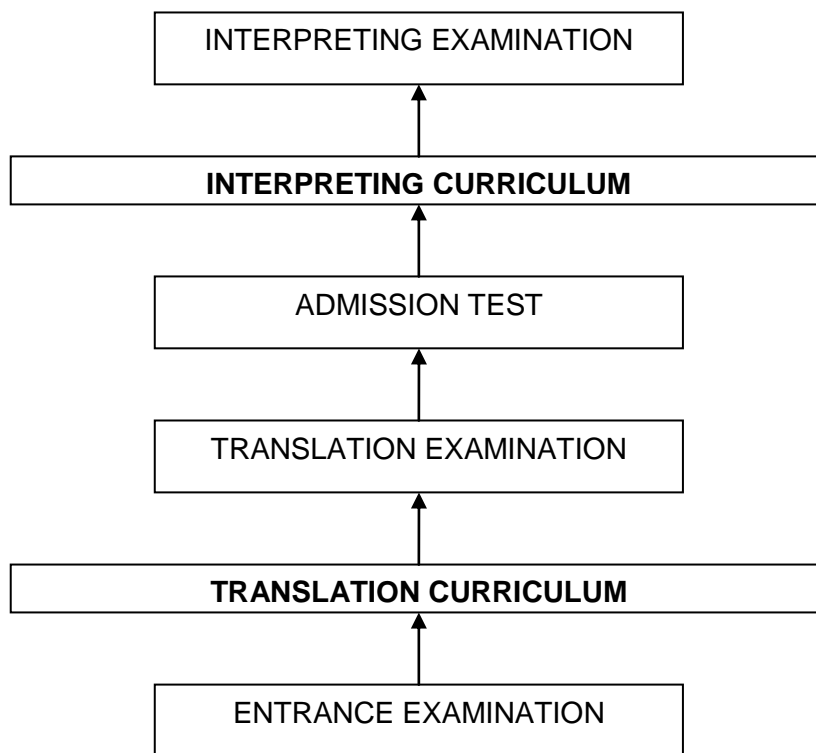 INTERPRETING EXAMINATION
INTERPRETING CURRICULUM
ADMISSION TEST
TRANSLATION EXAMINATION
TRANSLATION CURRICULUM
ENTRANCE EXAMINATION